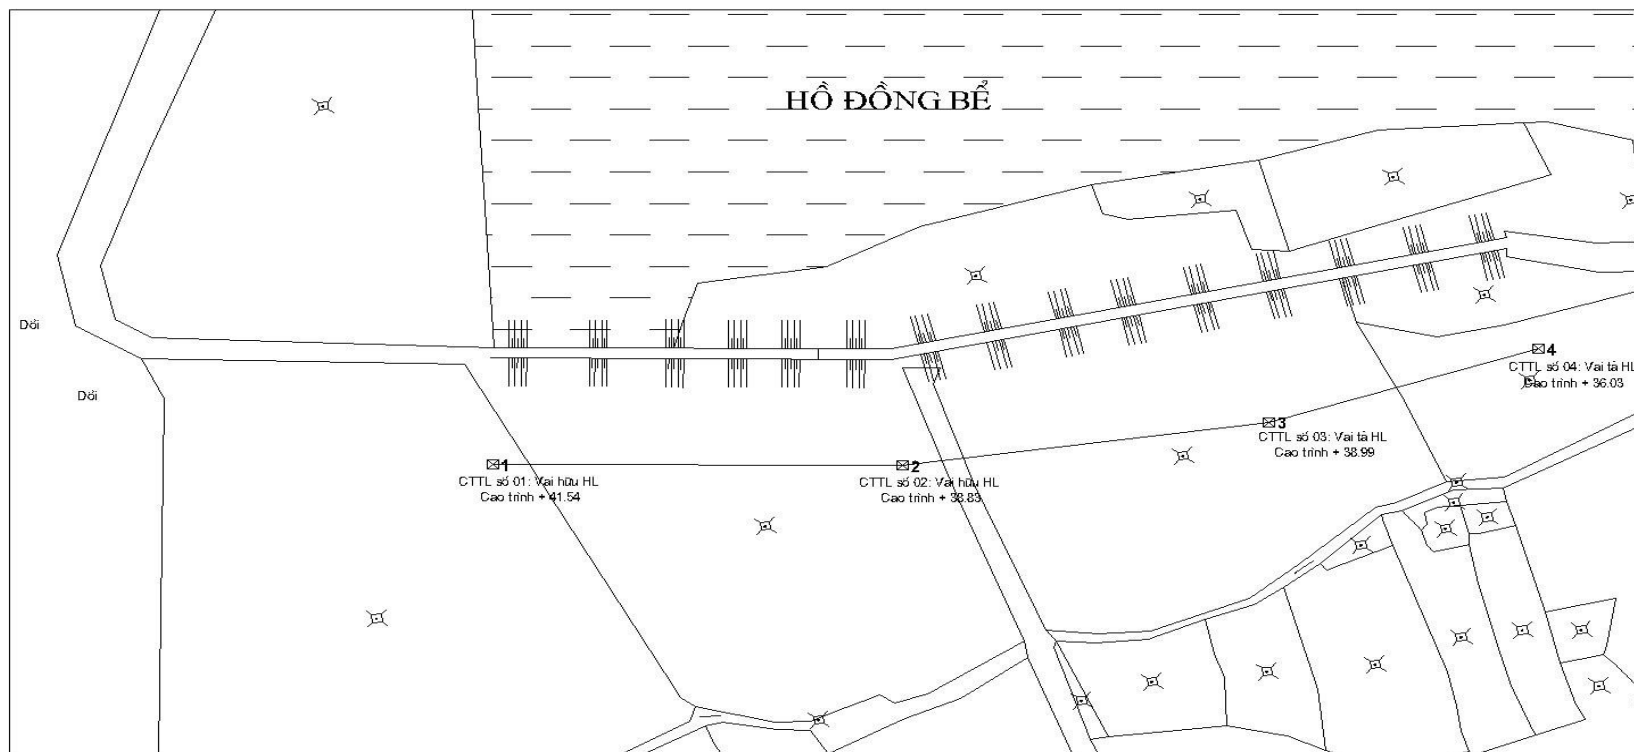 HỒ ĐỒNG BỂ
Dồi
Dồi
1
CTTL số 01: Vai hữu HL
Cao trình + 41.54
2
CTTL số 02: Vai hữu HL
Cao trình + 38.83
3
CTTL số 03: Vai tả HL
Cao trình + 38.99
4
CTTL số 04: Vai tả HL
Cao trình + 36.03